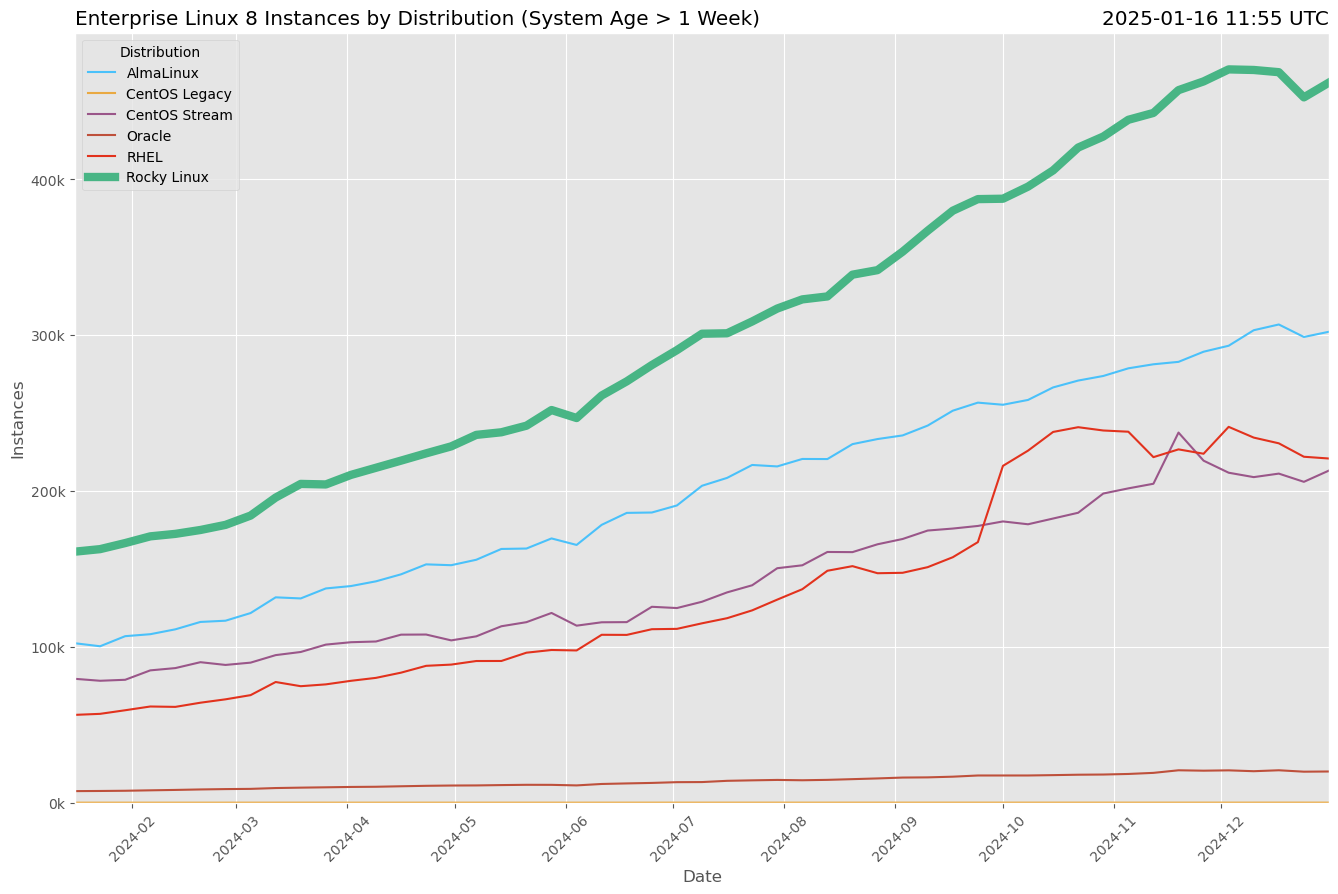 Enterprise Linux 8 Instances by Distribution (System Age > 1 Week)
2025-01-16 11:55 UTC
Distribution
AlmaLinux
CentOS Legacy
CentOS Stream
Oracle
RHEL
Rocky Linux
Instances
400k
300k
200k
100k
0k
2024-02
2024-03
2024-04
2024-05
2024-06
2024-07
2024-08
2024-09
2024-10
2024-11
2024-12
Date